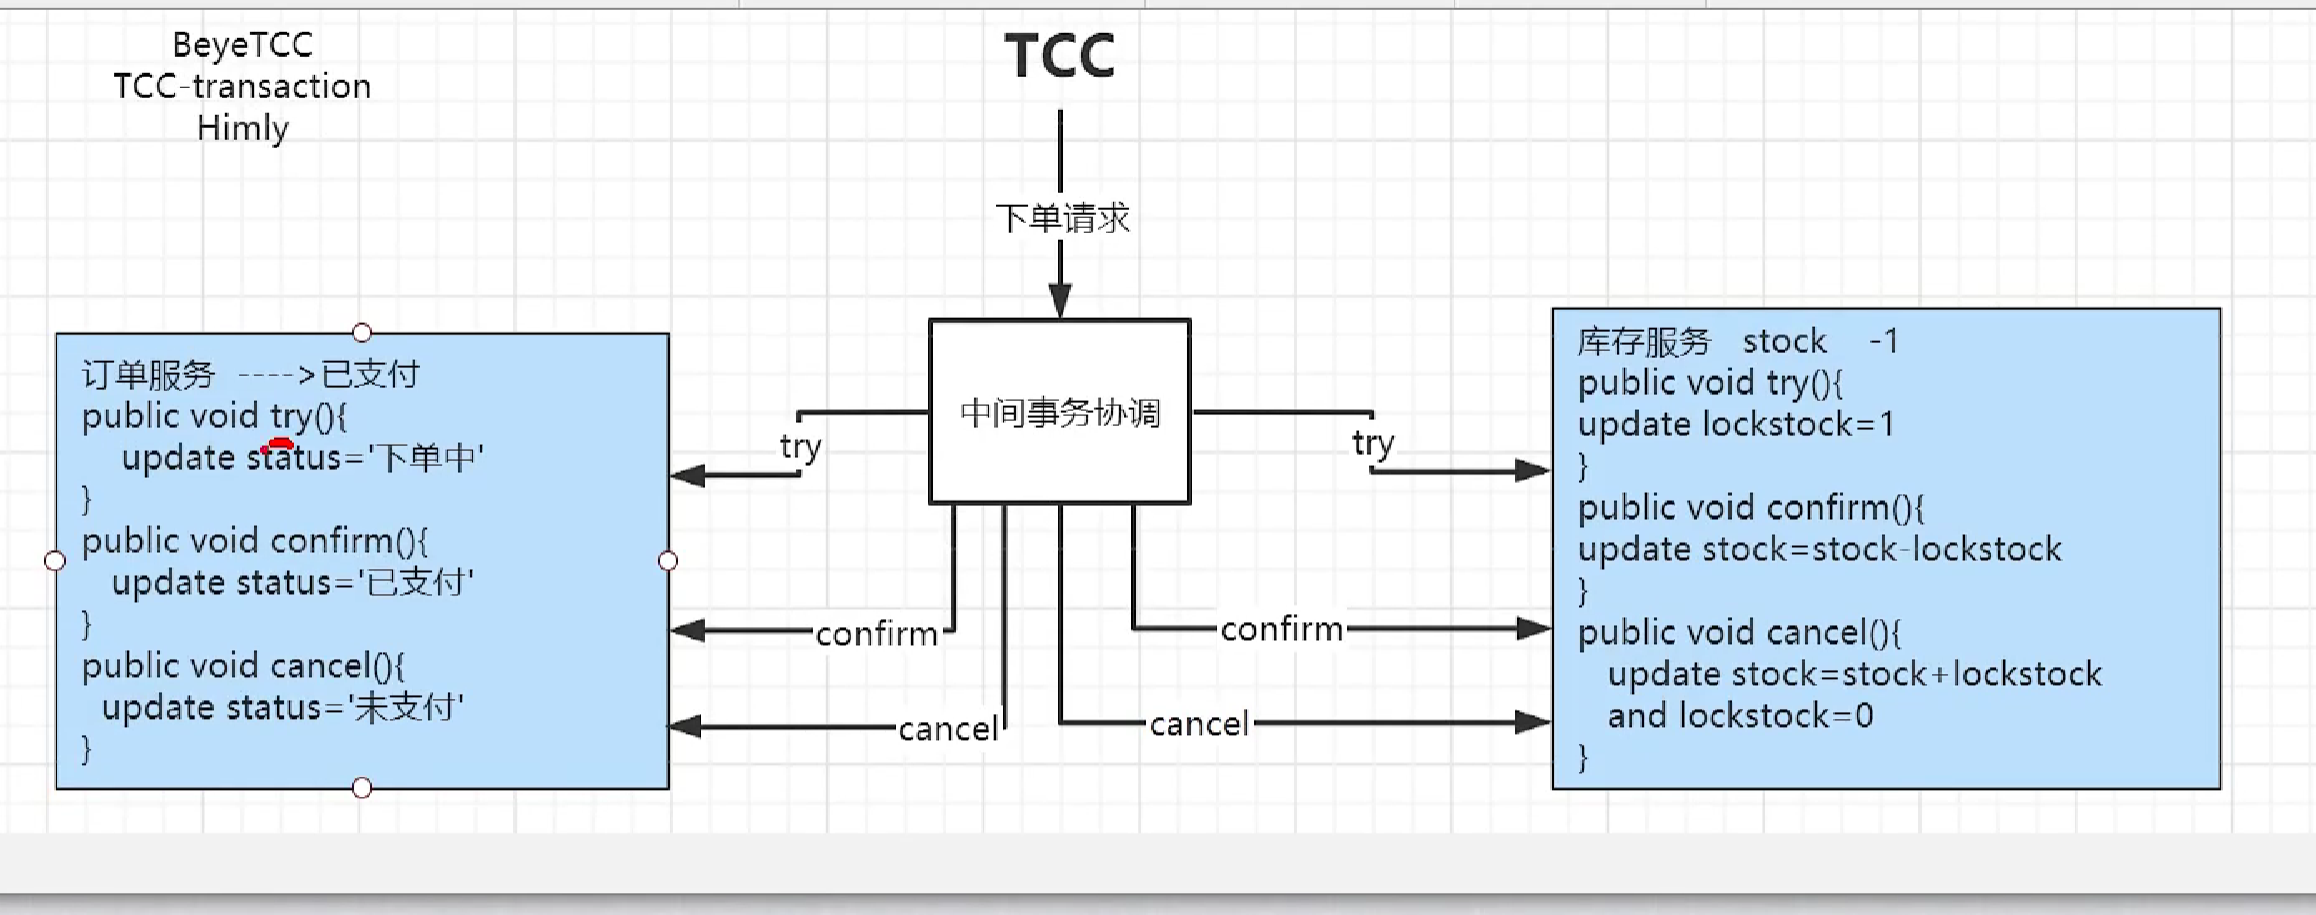 BeyeTCC
TCC-transaction
Himly
TCC
下单请求
订单服务 ---->已支付
public void try(){
update status='下单中'
}
public void confirm(){
update status='已支付'
}
public void cancel(){
update status='未支付'
}
try
confirm
cancel
中间事务协调
try
confirm
cancel
库存服务 stock -1
public void try(){
update lockstock=1
}
public void confirm(){
update stock=stock-lockstock
}
public void cancel(){
update stock=stock+lockstock
and lockstock=0
}